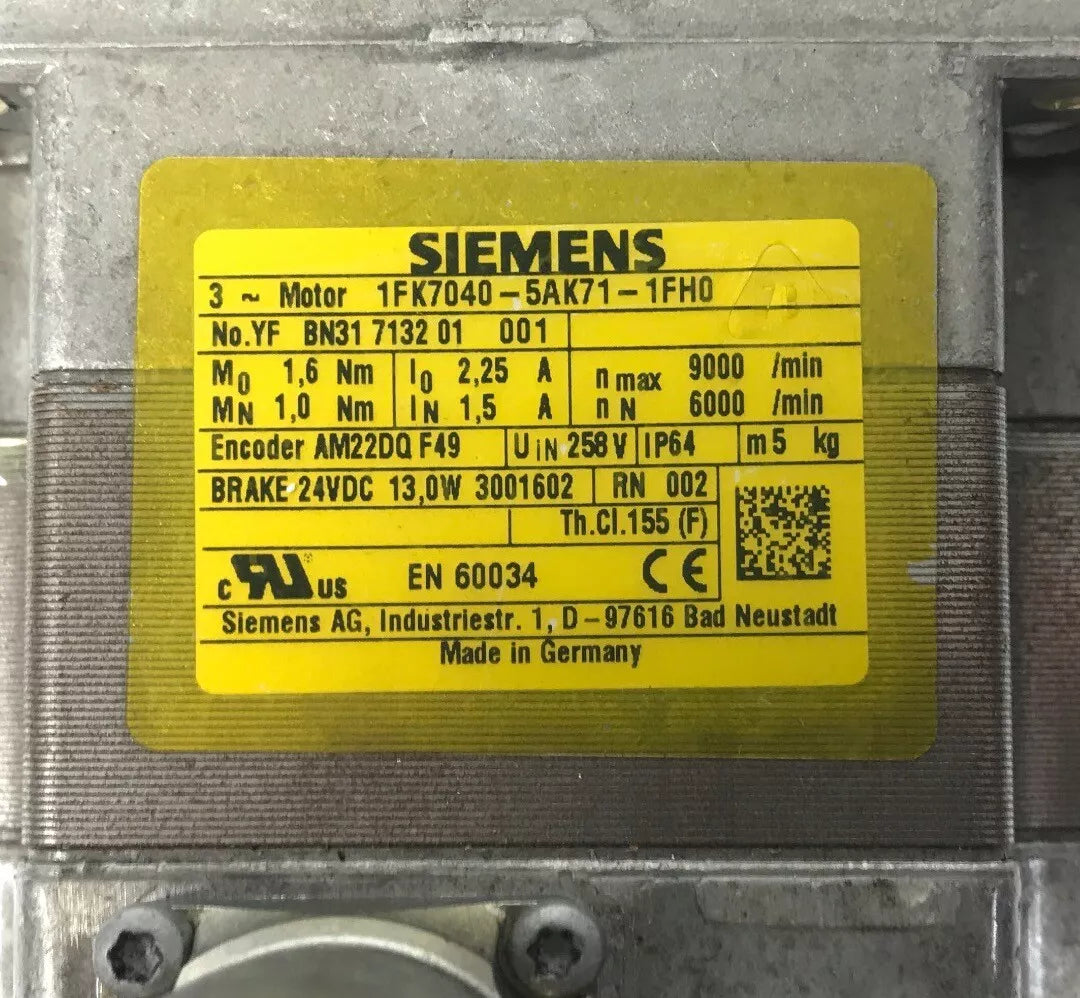 SIEMENS
3 ~ Motor 1FK7040-5AK71-1FH0
No.YF BN31 7132 01 001
M0 1,6 Nm I0 2,25 A n max 9000 /min
MN 1,0 Nm IN 1,5 A n N 6000 /min
Encoder AM22DQ F49 UIN 258 V IP64 m 5 kg
BRAKE 24VDC 13,0W 3001602 RN 002
Th.Cl.155 (F)
c RU US EN 60034 CE
Siemens AG, Industriestr. 1, D-97616 Bad Neustadt
Made in Germany